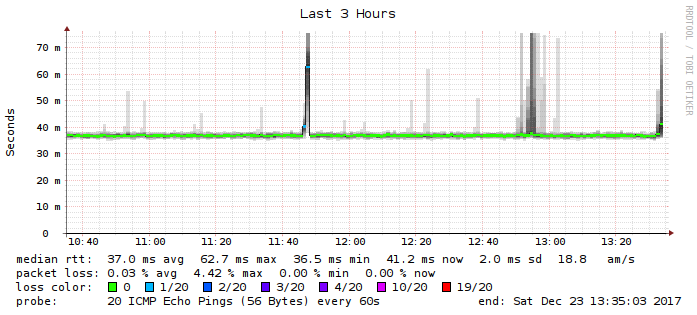 Last 3 Hours
RRDTOOL / TOBI OETIKER
Seconds
70 m
60 m
50 m
40 m
30 m
20 m
10 m
0
10:40 11:00 11:20 11:40 12:00 12:20 12:40 13:00 13:20
median rtt: 37.0 ms avg 62.7 ms max 36.5 ms min 41.2 ms now 2.0 ms sd 18.8 am/s
packet loss: 0.03 % avg 4.42 % max 0.00 % min 0.00 % now
loss color: 0 1/20 2/20 3/20 4/20 10/20 19/20
probe: 20 ICMP Echo Pings (56 Bytes) every 60s end: Sat Dec 23 13:35:03 2017